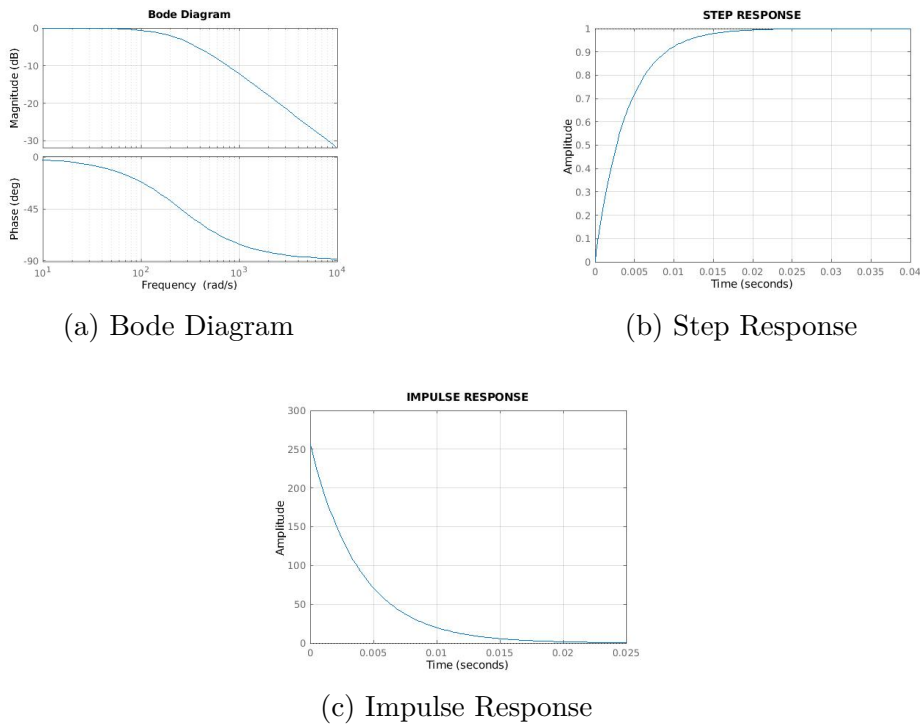 Bode Diagram
Magnitude (dB)
0
-10
-20
-30
Phase (deg)
0
-45
-90
10^1
10^2
10^3
10^4
Frequency (rad/s)
(a) Bode Diagram
STEP RESPONSE
Amplitude
1
0.9
0.8
0.7
0.6
0.5
0.4
0.3
0.2
0.1
0
0 0.005 0.01 0.015 0.02 0.025 0.03 0.035 0.04
Time (seconds)
(b) Step Response
IMPULSE RESPONSE
Amplitude
300
250
200
150
100
50
0
0 0.005 0.01 0.015 0.02 0.025
Time (seconds)
(c) Impulse Response